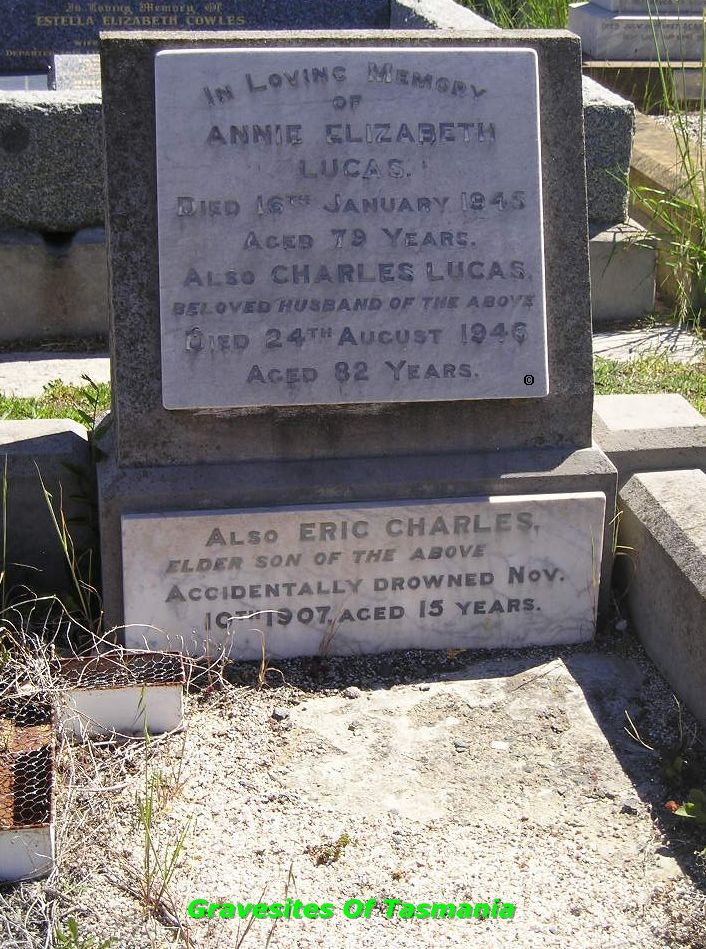 In Loving Memory Of
ESTELLA ELIZABETH COWLES
In Loving Memory
OF
ANNIE ELIZABETH
LUCAS.
Died 16TH January 1945
Aged 79 Years.
Also CHARLES LUCAS,
BELOVED HUSBAND OF THE ABOVE
Died 24TH August 1946
Aged 82 Years.
©
Also ERIC CHARLES,
ELDER SON OF THE ABOVE
ACCIDENTALLY DROWNED Nov.
10TH 1907, AGED 15 YEARS.
Gravesites Of Tasmania